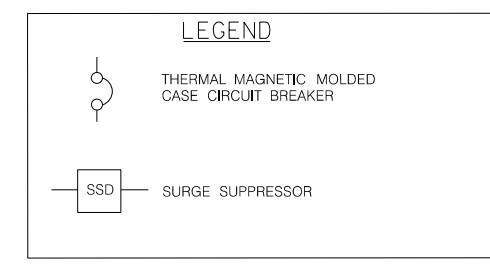 LEGEND
THERMAL MAGNETIC MOLDED
CASE CIRCUIT BREAKER
SSD
SURGE SUPPRESSOR